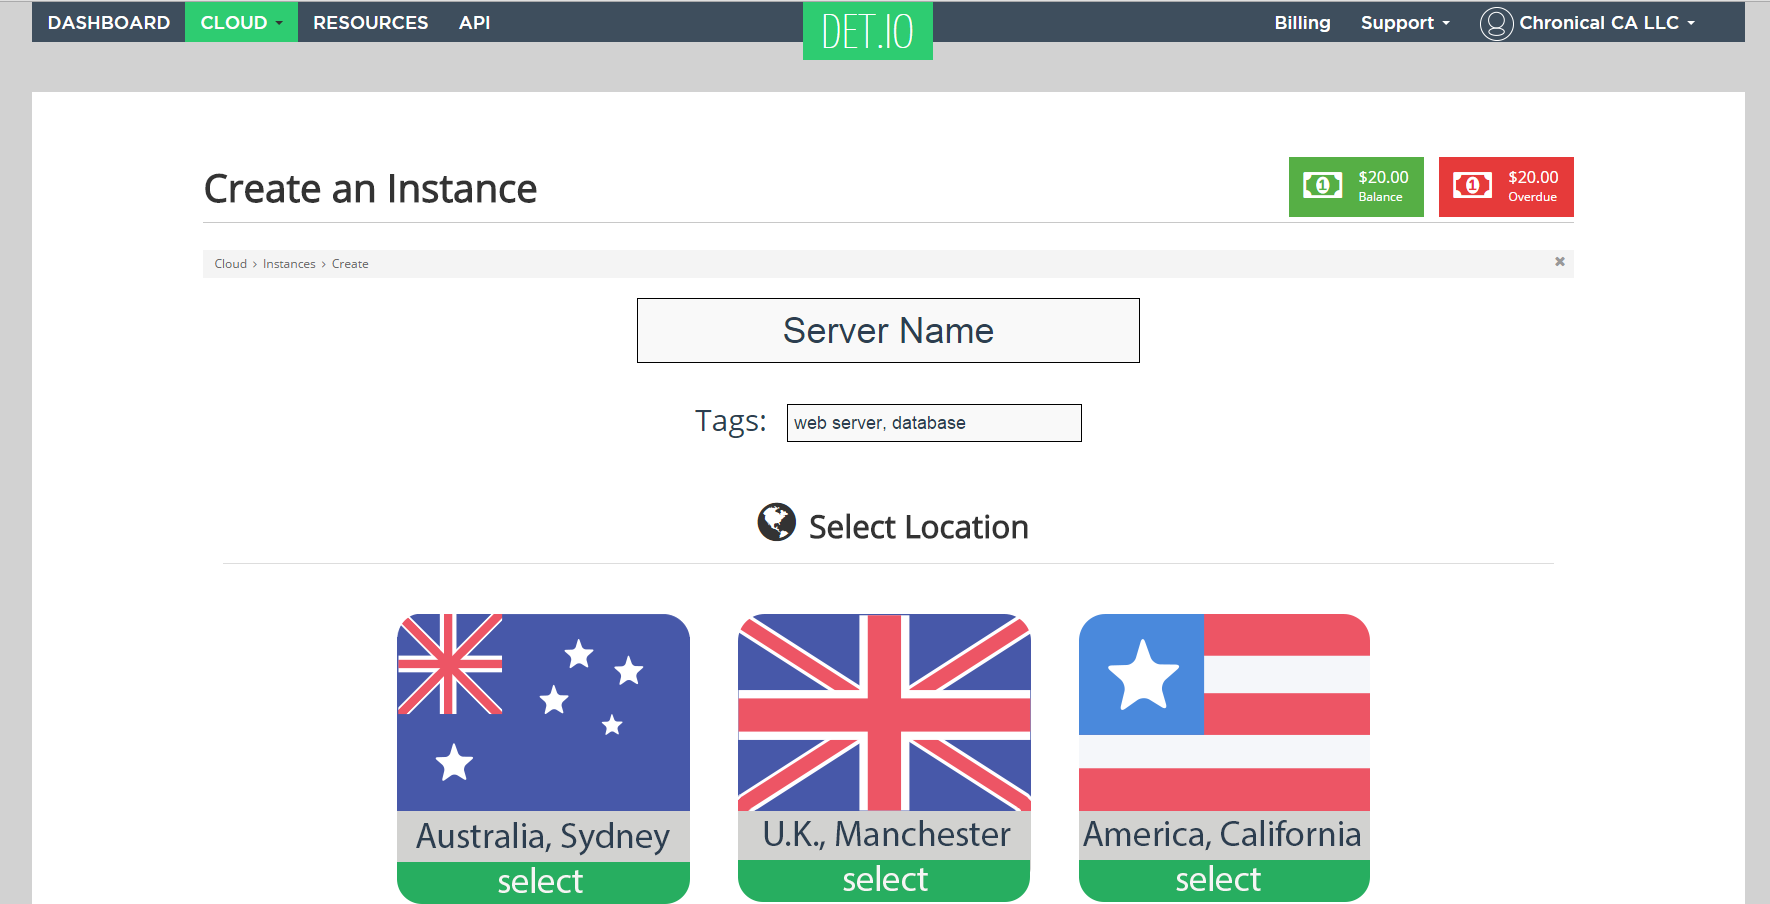 DASHBOARD CLOUD RESOURCES API DET.IO Billing Support Chronical CA LLC
Create an Instance
$20.00
Balance
$20.00
Overdue
Cloud › Instances › Create
Server Name
Tags: web server, database
Select Location
Australia, Sydney
select
U.K., Manchester
select
America, California
select